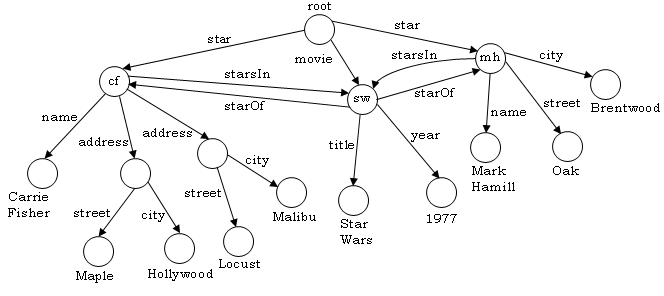 root
star
star
movie
starsIn
mh
city
cf
starsIn
starOf
sw
starOf
street
Brentwood
name
address
address
title
year
name
city
street
Mark
Hamill
Oak
Carrie
Fisher
street
city
Malibu
Star
Wars
1977
Maple
Hollywood
Locust